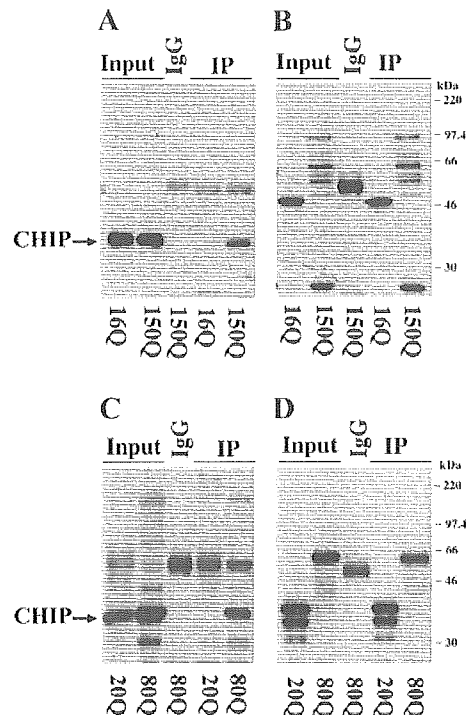 A
B
Input IgG IP
Input IgG IP
kDa
220
97.4
66
46
30
CHIP
16Q 150Q 150Q 16Q 150Q
16Q 150Q 150Q 16Q 150Q
C
D
Input IgG IP
Input IgG IP
kDa
220
97.4
66
46
30
CHIP
20Q 80Q 80Q 20Q 80Q
20Q 80Q 80Q 20Q 80Q